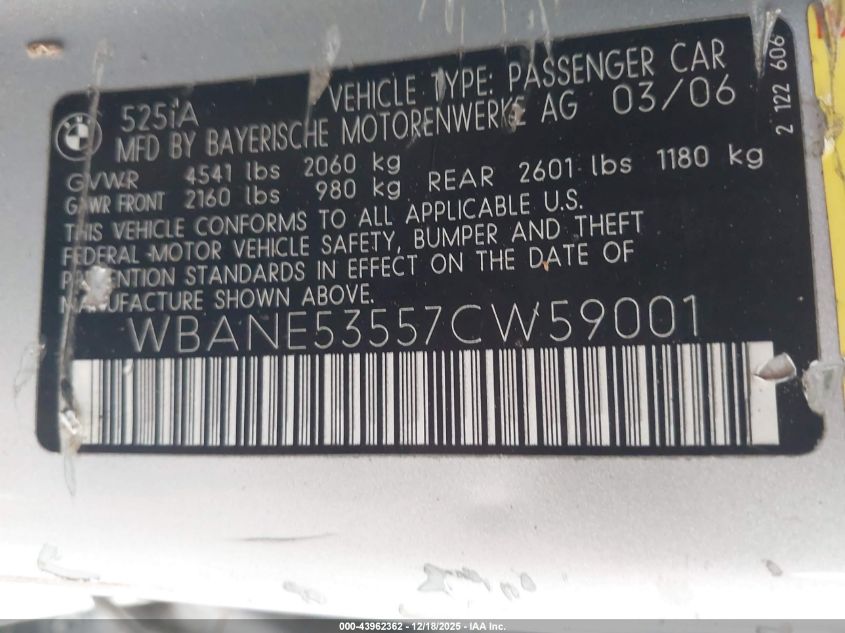 525iA VEHICLE TYPE: PASSENGER CAR
MFD BY BAYERISCHE MOTORENWERKE AG 03/06
GVWR 4541 lbs 2060 kg
GAWR FRONT 2160 lbs 980 kg REAR 2601 lbs 1180 kg
THIS VEHICLE CONFORMS TO ALL APPLICABLE U.S.
FEDERAL MOTOR VEHICLE SAFETY, BUMPER AND THEFT
PREVENTION STANDARDS IN EFFECT ON THE DATE OF
MANUFACTURE SHOWN ABOVE.
WBANE53557CW59001
2 122 606
000-43962362 - 12/18/2025 - IAA Inc.